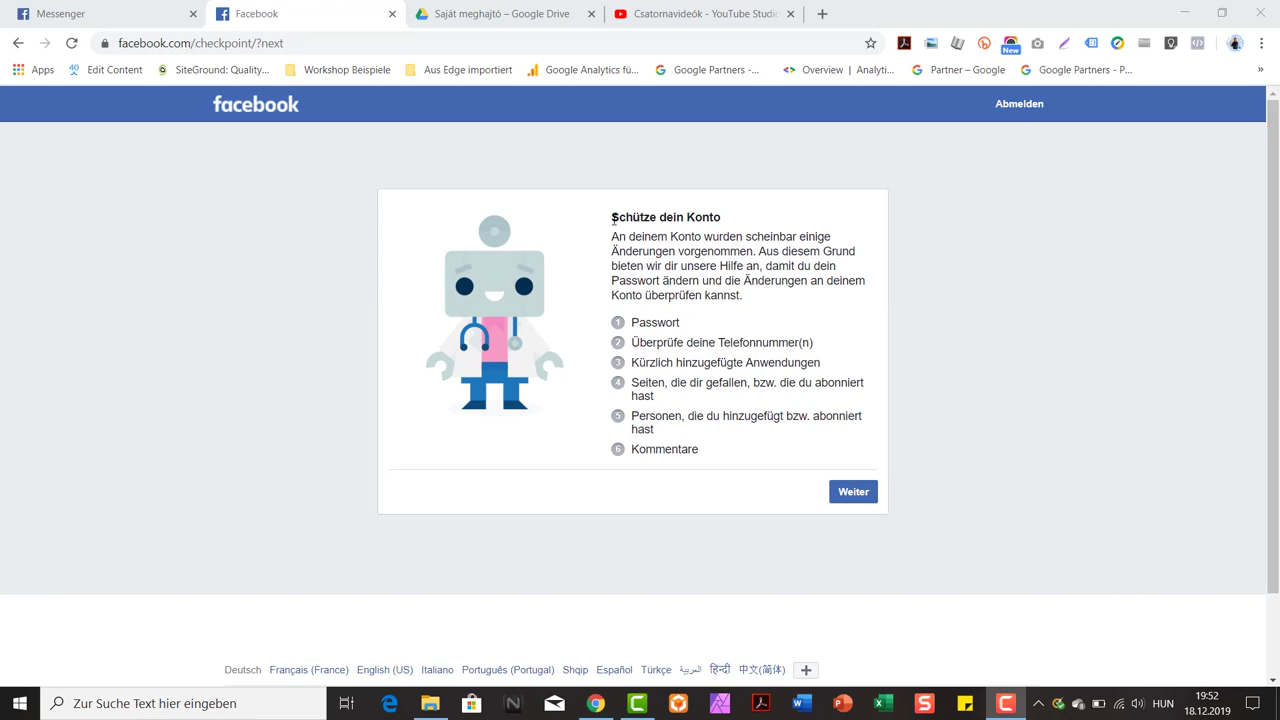 Messenger
Facebook
Saját meghajtó – Google Drive
Csatornavideók - YouTube Studio
facebook.com/checkpoint/?next
New
Apps
40 Edit Content
SiteGround: Quality...
Workshop Beispiele
Aus Edge importiert
Google Analytics fü...
Google Partners - ...
Overview | Analyti...
Partner – Google
Google Partners - P...
»
facebook
Abmelden
Schütze dein Konto
An deinem Konto wurden scheinbar einige
Änderungen vorgenommen. Aus diesem Grund
bieten wir dir unsere Hilfe an, damit du dein
Passwort ändern und die Änderungen an deinem
Konto überprüfen kannst.
1 Passwort
2 Überprüfe deine Telefonnummer(n)
3 Kürzlich hinzugefügte Anwendungen
4 Seiten, die dir gefallen, bzw. die du abonniert
hast
5 Personen, die du hinzugefügt bzw. abonniert
hast
6 Kommentare
Weiter
Deutsch Français (France) English (US) Italiano Português (Portugal) Shqip Español Türkçe العربية हिन्दी 中文(简体) +
Zur Suche Text hier eingeben
HUN
19:52
18.12.2019